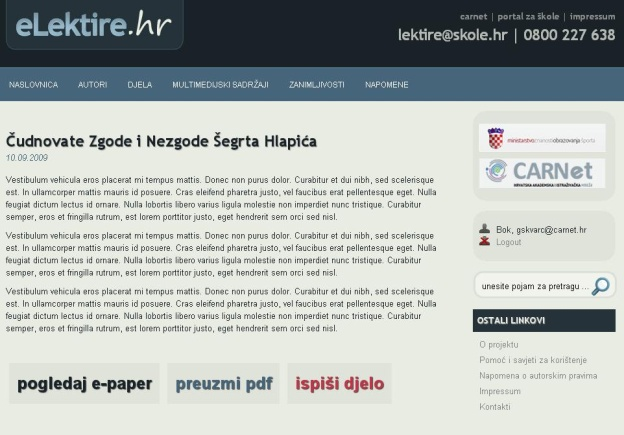 eLektire.hr
carnet | portal za škole | impressum
lektire@skole.hr | 0800 227 638
NASLOVNICA AUTORI DJELA MULTIMEDIJSKI SADRŽAJI ZANIMLJIVOSTI NAPOMENE
Čudnovate Zgode i Nezgode Šegrta Hlapića
10.09.2009
Vestibulum vehicula eros placerat mi tempus mattis. Donec non purus dolor. Curabitur et dui nibh, sed scelerisque
est. In ullamcorper mattis mauris id posuere. Cras eleifend pharetra justo, vel faucibus erat pellentesque eget. Nulla
feugiat dictum lectus id ornare. Nulla lobortis libero varius ligula molestie non imperdiet nunc tristique. Curabitur
semper, eros et fringilla rutrum, est lorem porttitor justo, eget hendrerit sem orci sed nisl.
Vestibulum vehicula eros placerat mi tempus mattis. Donec non purus dolor. Curabitur et dui nibh, sed scelerisque
est. In ullamcorper mattis mauris id posuere. Cras eleifend pharetra justo, vel faucibus erat pellentesque eget. Nulla
feugiat dictum lectus id ornare. Nulla lobortis libero varius ligula molestie non imperdiet nunc tristique. Curabitur
semper, eros et fringilla rutrum, est lorem porttitor justo, eget hendrerit sem orci sed nisl.
Vestibulum vehicula eros placerat mi tempus mattis. Donec non purus dolor. Curabitur et dui nibh, sed scelerisque
est. In ullamcorper mattis mauris id posuere. Cras eleifend pharetra justo, vel faucibus erat pellentesque eget. Nulla
feugiat dictum lectus id ornare. Nulla lobortis libero varius ligula molestie non imperdiet nunc tristique. Curabitur
semper, eros et fringilla rutrum, est lorem porttitor justo, eget hendrerit sem orci sed nisl.
pogledaj e-paper preuzmi pdf ispiši djelo
ministarstvo znanosti obrazovanja športa
CARNet
HRVATSKA AKADEMSKA I ISTRAŽIVAČKA MREŽA
Bok, gskvarc@carnet.hr
Logout
unesite pojam za pretragu ...
OSTALI LINKOVI
O projektu
Pomoć i savjeti za korištenje
Napomena o autorskim pravima
Impressum
Kontakti